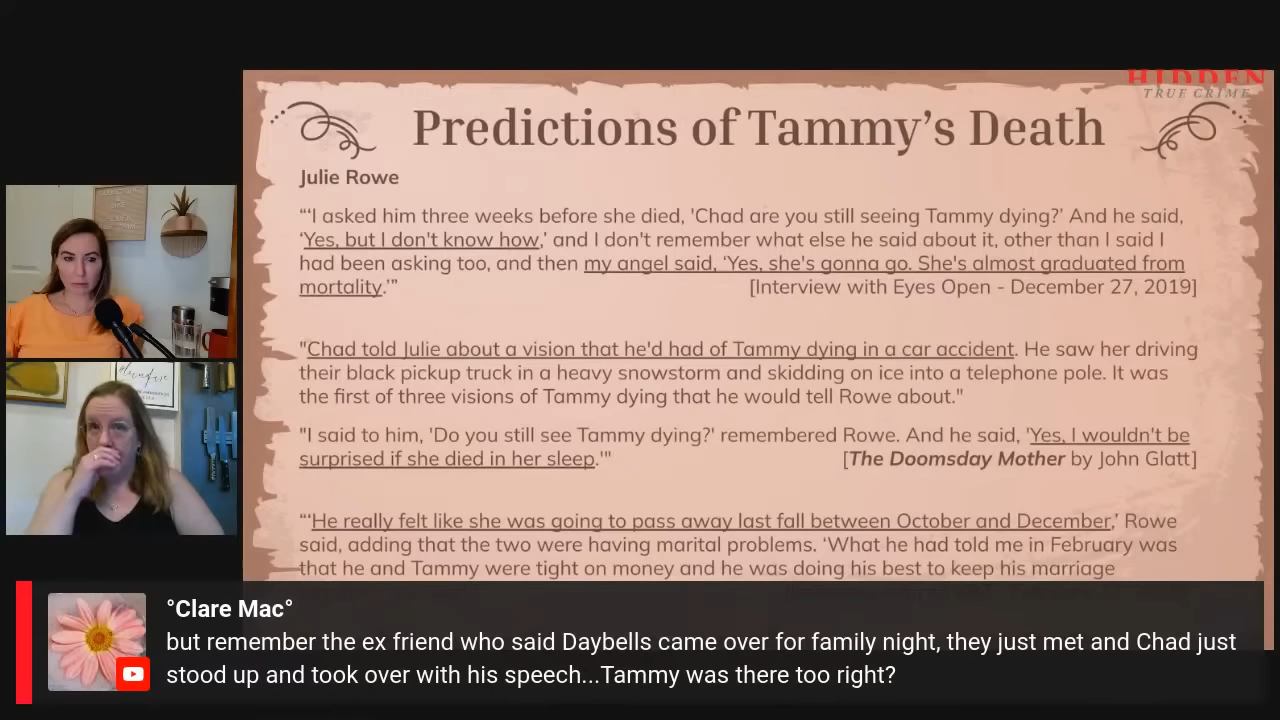 HIDDEN
TRUE CRIME
Predictions of Tammy’s Death
Julie Rowe
“‘I asked him three weeks before she died, 'Chad are you still seeing Tammy dying?’ And he said,
‘Yes, but I don't know how,’ and I don't remember what else he said about it, other than I said I
had been asking too, and then my angel said, ‘Yes, she's gonna go. She's almost graduated from
mortality.’” [Interview with Eyes Open - December 27, 2019]
"Chad told Julie about a vision that he'd had of Tammy dying in a car accident. He saw her driving
their black pickup truck in a heavy snowstorm and skidding on ice into a telephone pole. It was
the first of three visions of Tammy dying that he would tell Rowe about."
"I said to him, 'Do you still see Tammy dying?' remembered Rowe. And he said, 'Yes, I wouldn't be
surprised if she died in her sleep.'" [The Doomsday Mother by John Glatt]
“‘He really felt like she was going to pass away last fall between October and December,’ Rowe
said, adding that the two were having marital problems. ‘What he had told me in February was
that he and Tammy were tight on money and he was doing his best to keep his marriage
°Clare Mac°
but remember the ex friend who said Daybells came over for family night, they just met and Chad just
stood up and took over with his speech...Tammy was there too right?